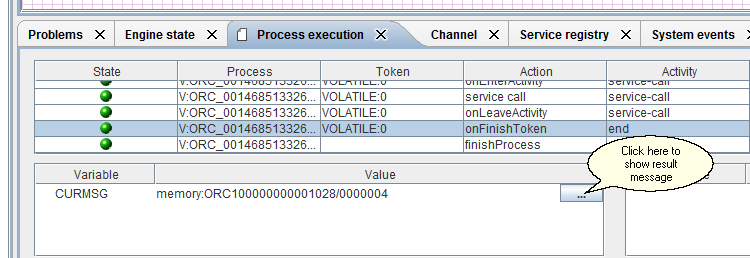 Problems X Engine state X Process execution X Channel X Service registry X System events X
State Process Token Action Activity
V:ORC_001468513326... VOLATILE:0 onEnterActivity service-call
V:ORC_001468513326... VOLATILE:0 service call service-call
V:ORC_001468513326... VOLATILE:0 onLeaveActivity service-call
V:ORC_001468513326... VOLATILE:0 onFinishToken end
V:ORC_001468513326... finishProcess
Click here to
show result
message
Variable Value
CURMSG memory:ORC100000000001028/0000004 ...